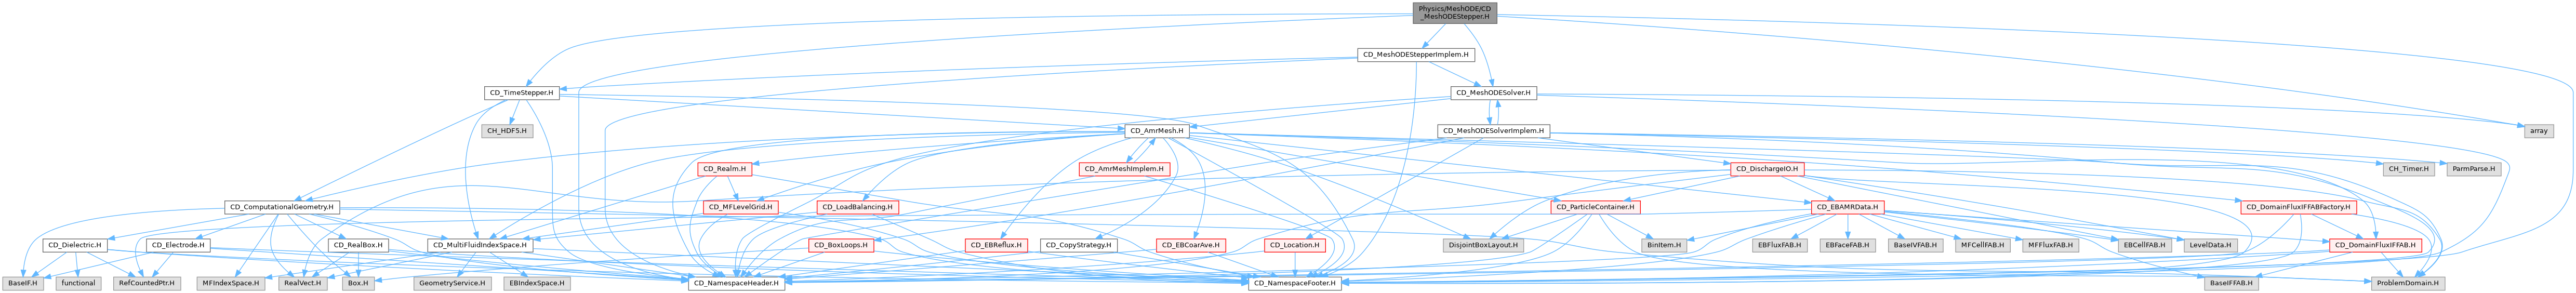 Physics/MeshODE/CD
_MeshODEStepper.H
CD_MeshODEStepperImplem.H
CD_TimeStepper.H
CD_MeshODESolver.H
CH_HDF5.H
CD_AmrMesh.H
CD_MeshODESolverImplem.H
array
CD_Realm.H
CD_AmrMeshImplem.H
CD_DischargeIO.H
CH_Timer.H
ParmParse.H
CD_ComputationalGeometry.H
CD_MFLevelGrid.H
CD_LoadBalancing.H
CD_ParticleContainer.H
CD_EBAMRData.H
CD_DomainFluxIFFABFactory.H
CD_Dielectric.H
CD_Electrode.H
CD_RealBox.H
CD_MultiFluidIndexSpace.H
CD_BoxLoops.H
CD_EBReflux.H
CD_CopyStrategy.H
CD_EBCoarAve.H
CD_Location.H
DisjointBoxLayout.H
BinItem.H
EBFluxFAB.H
EBFaceFAB.H
BaseIVFAB.H
MFCellFAB.H
MFFluxFAB.H
EBCellFAB.H
LevelData.H
CD_DomainFluxIFFAB.H
BaseIF.H
functional
RefCountedPtr.H
MFIndexSpace.H
RealVect.H
Box.H
GeometryService.H
EBIndexSpace.H
CD_NamespaceHeader.H
CD_NamespaceFooter.H
BaseIFFAB.H
ProblemDomain.H